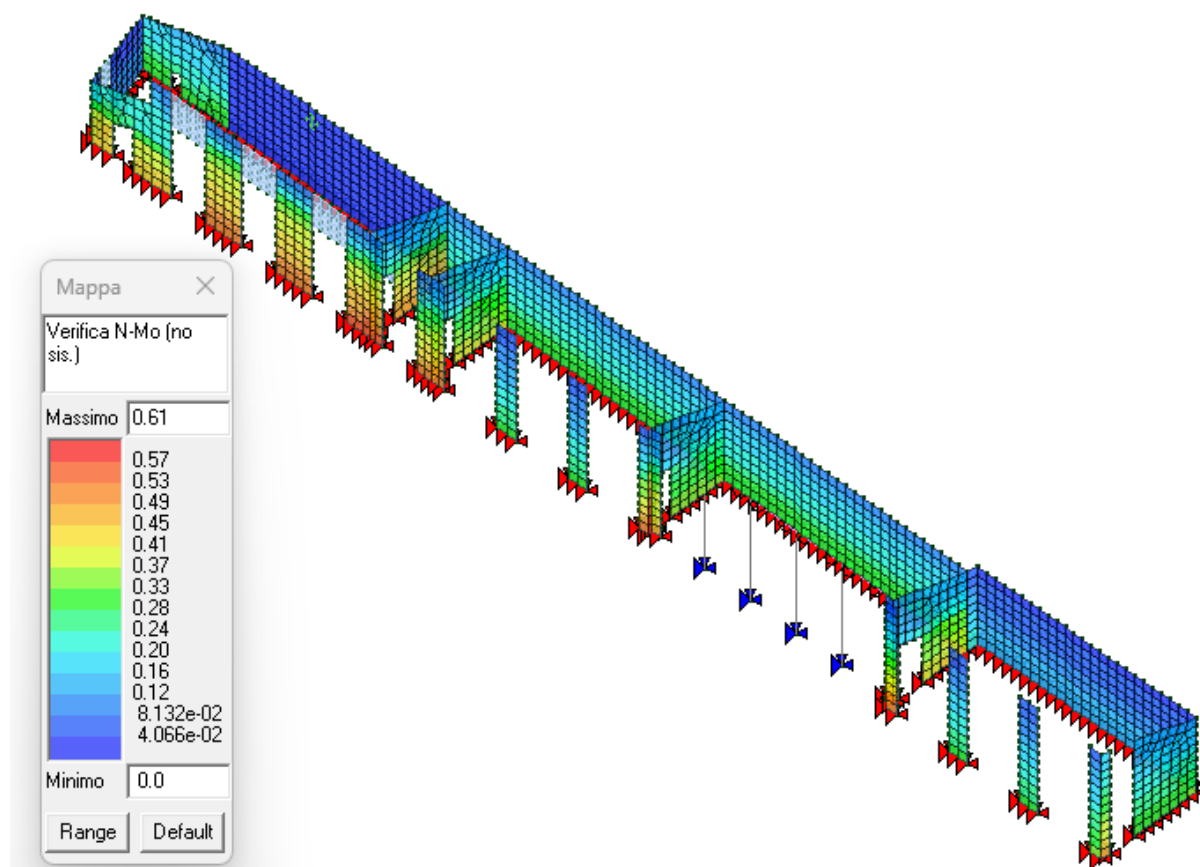 Mappa
Verifica N-Mo (no
sis.)
Massimo 0.61
0.57
0.53
0.49
0.45
0.41
0.37
0.33
0.28
0.24
0.20
0.16
0.12
8.132e-02
4.066e-02
Minimo 0.0
Range Default